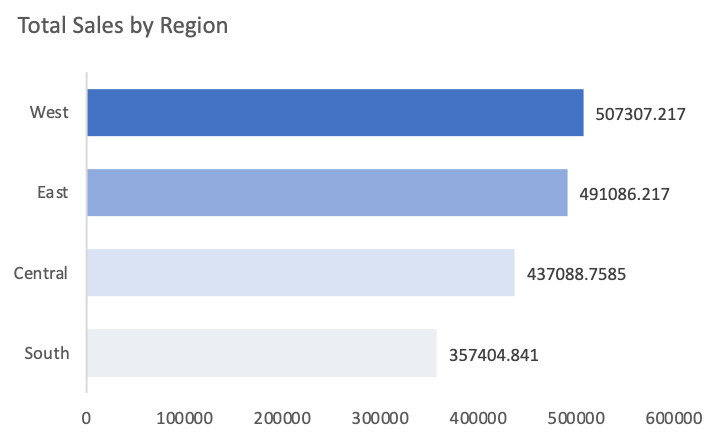 Total Sales by Region
West 507307.217
East 491086.217
Central 437088.7585
South 357404.841
0 100000 200000 300000 400000 500000 600000